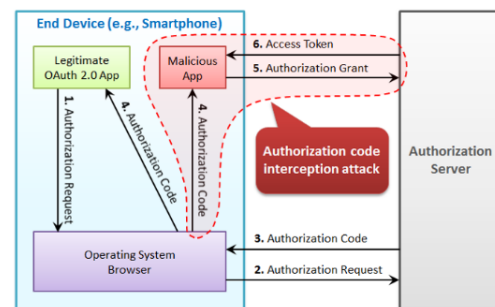 End Device (e.g., Smartphone)
Legitimate
OAuth 2.0 App
Malicious
App
6. Access Token
5. Authorization Grant
1. Authorization Request
4. Authorization Code
4. Authorization Code
Authorization code
interception attack
Authorization
Server
Operating System
Browser
3. Authorization Code
2. Authorization Request